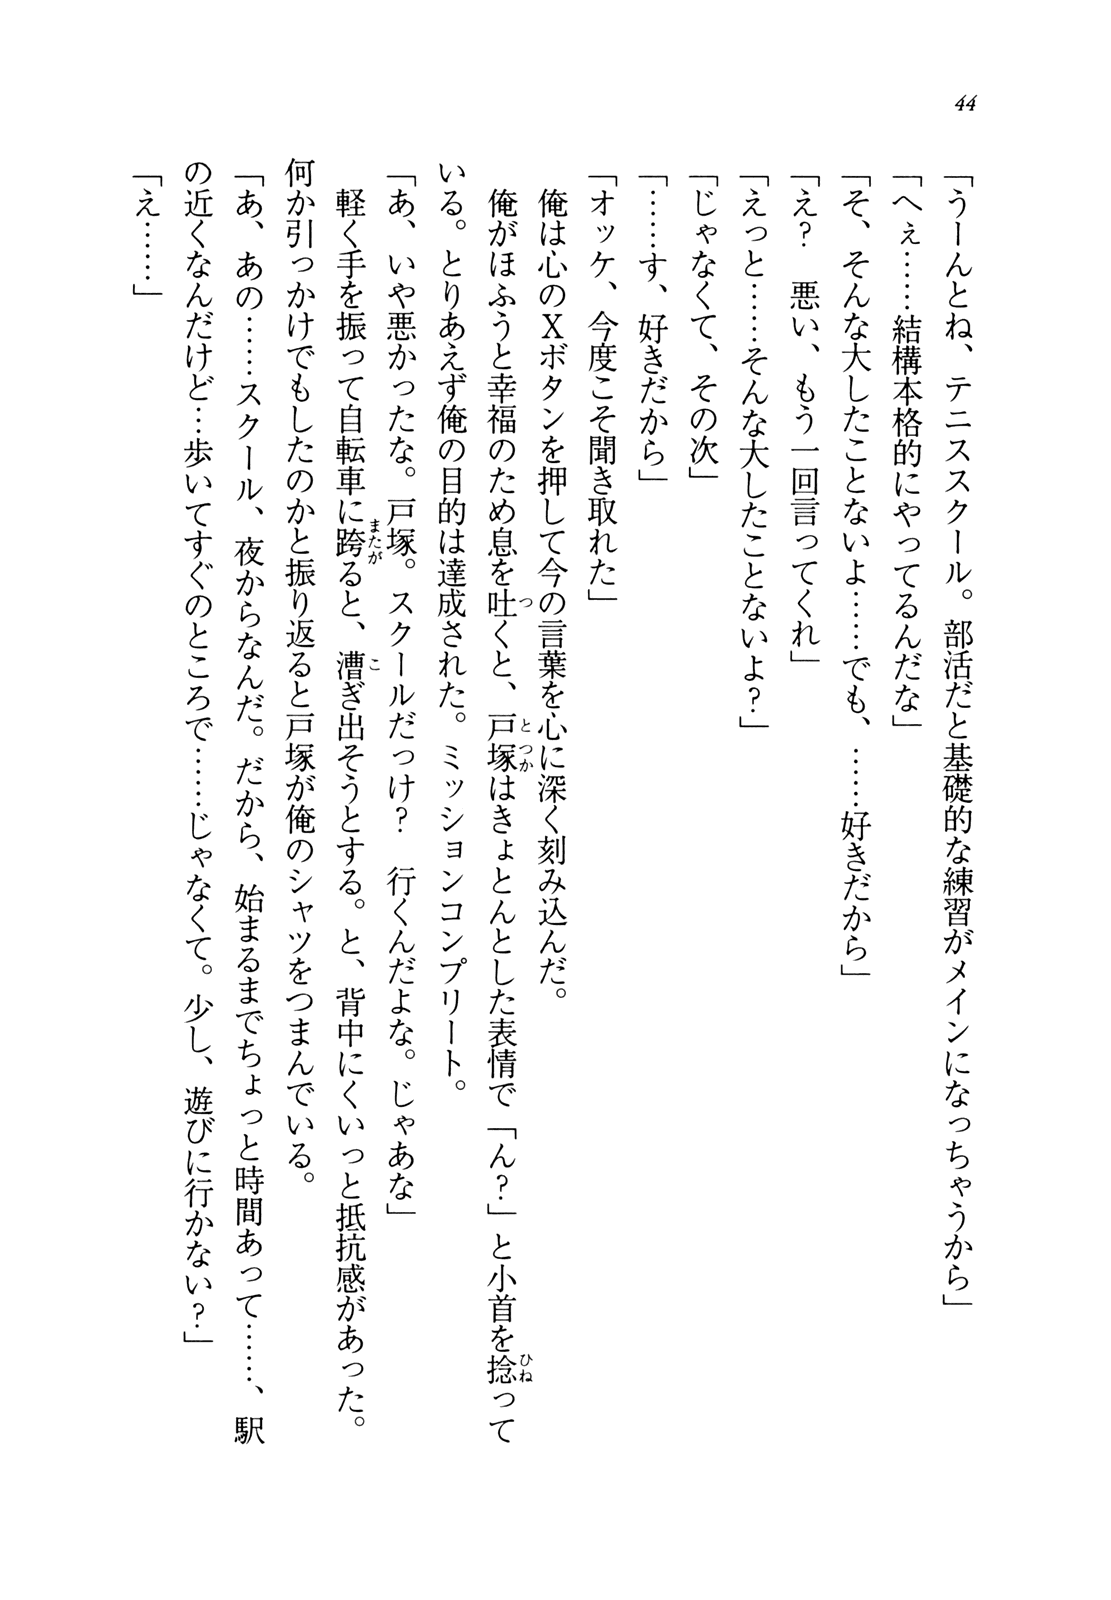 44
「うーんとね、テニススクール。部活だと基礎的な練習がメインになっちゃうから」
「へぇ……結構本格的にやってるんだな」
「そ、そんな大したことないよ……でも、……好きだから」
「え？　悪い、もう一回言ってくれ」
「えっと……そんな大したことないよ？」
「じゃなくて、その次」
「……す、好きだから」
「オッケ、今度こそ聞き取れた」
　俺は心のXボタンを押して今の言葉を心に深く刻み込んだ。
　俺がほふうと幸福のため息を吐くと、戸塚はきょとんとした表情で「ん？」と小首を捻って
いる。とりあえず俺の目的は達成された。ミッションコンプリート。
「あ、いや悪かったな。戸塚。スクールだっけ？　行くんだよな。じゃあな」
　軽く手を振って自転車に跨ると、漕ぎ出そうとする。と、背中にくいっと抵抗感があった。
何か引っかけでもしたのかと振り返ると戸塚が俺のシャツをつまんでいる。
「あ、あの……スクール、夜からなんだ。だから、始まるまでちょっと時間あって……、駅
の近くなんだけど…歩いてすぐのところで……じゃなくて。少し、遊びに行かない？」
「え……」